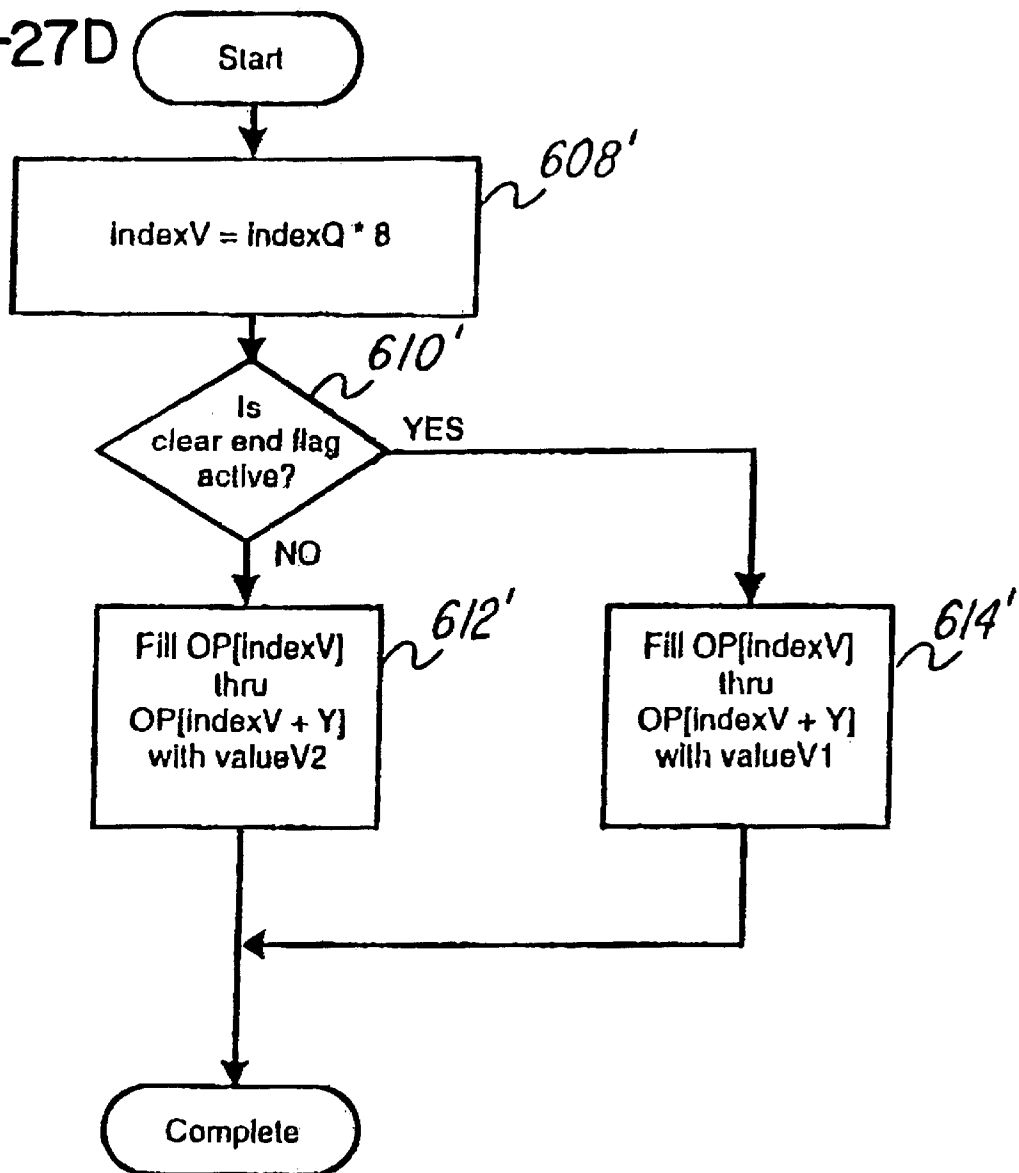 -27D
Start
608'
indexV = indexQ * 8
610'
Is
clear end flag
active?
YES
NO
612'
Fill OP[indexV]
thru
OP[indexV + Y]
with valueV2
614'
Fill OP[indexV]
thru
OP[indexV + Y]
with valueV1
Complete